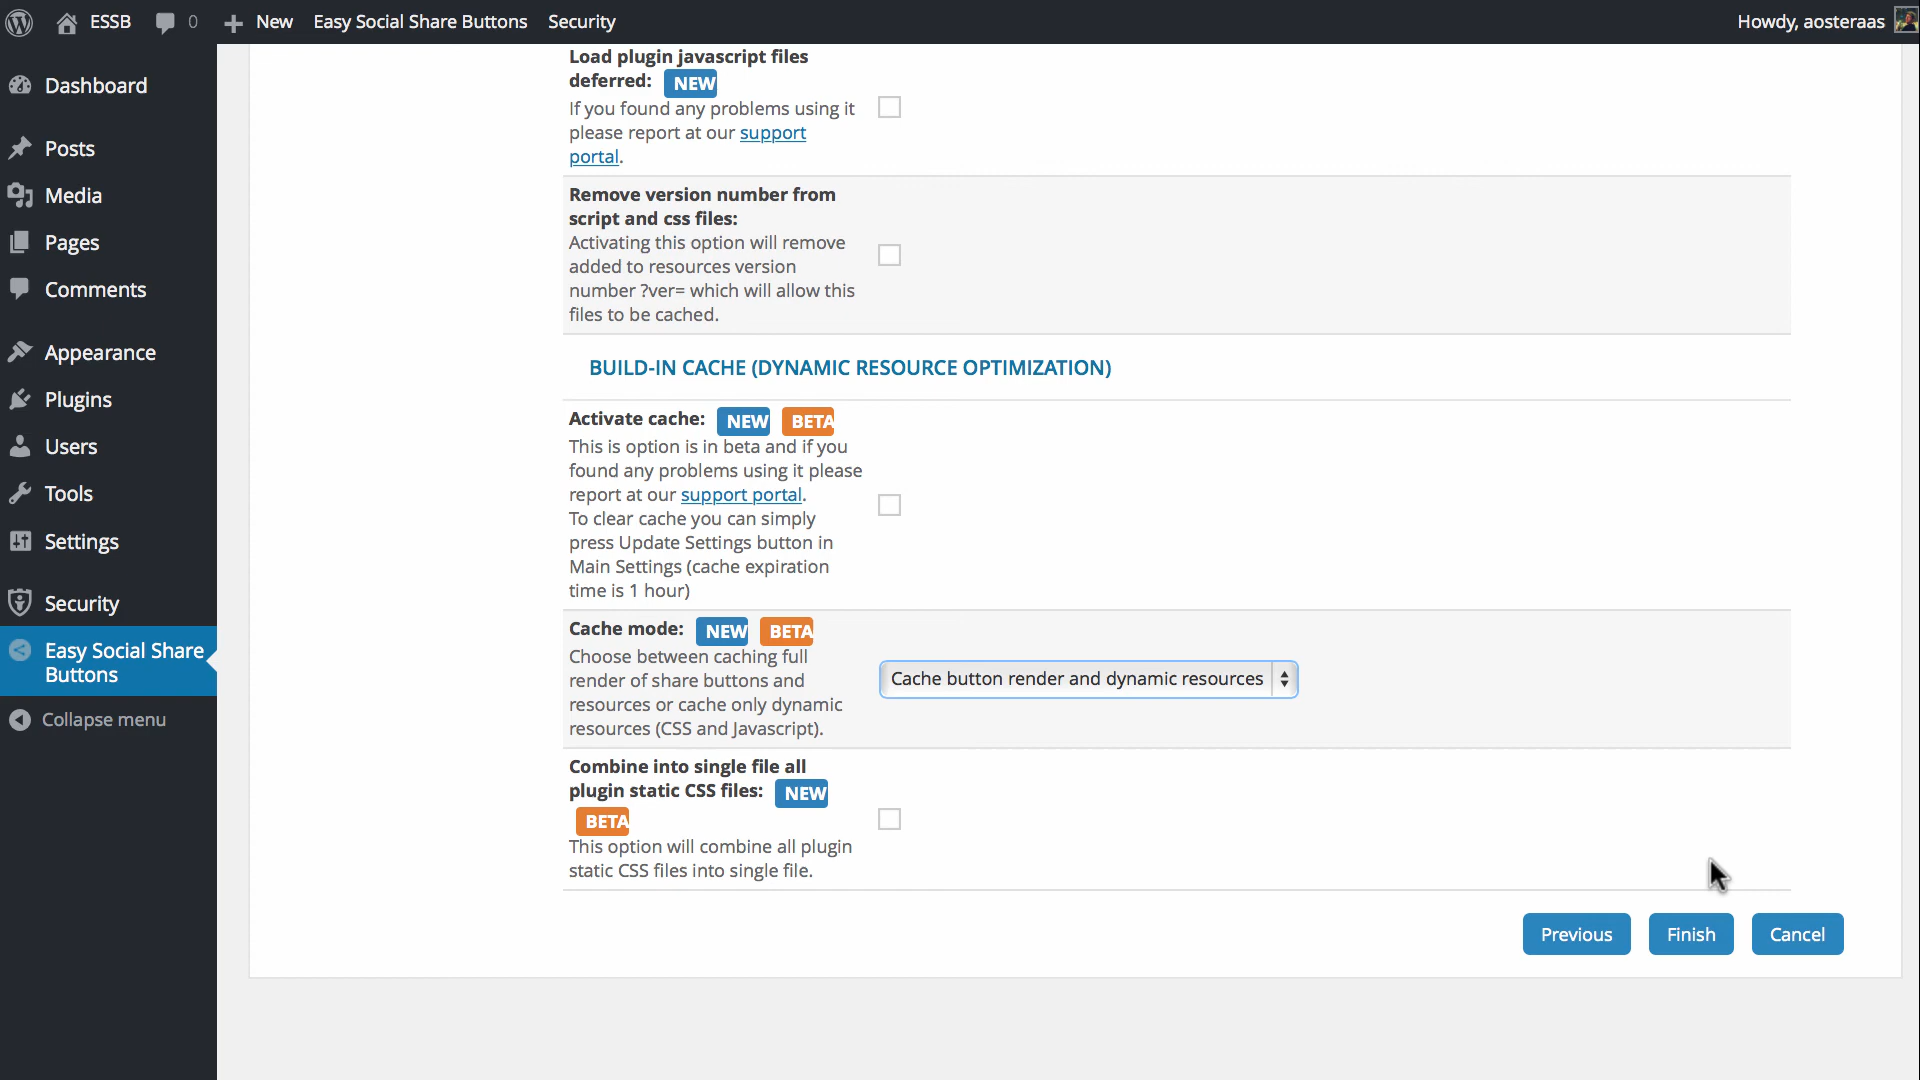 ESSB
0
New
Easy Social Share Buttons
Security
Howdy, aosteraas
Dashboard
Posts
Media
Pages
Comments
Appearance
Plugins
Users
Tools
Settings
Security
Easy Social Share
Buttons
Collapse menu
Load plugin javascript files
deferred: NEW
If you found any problems using it
please report at our support
portal.
Remove version number from
script and css files:
Activating this option will remove
added to resources version
number ?ver= which will allow this
files to be cached.
BUILD-IN CACHE (DYNAMIC RESOURCE OPTIMIZATION)
Activate cache: NEW BETA
This is option is in beta and if you
found any problems using it please
report at our support portal.
To clear cache you can simply
press Update Settings button in
Main Settings (cache expiration
time is 1 hour)
Cache mode: NEW BETA
Choose between caching full
render of share buttons and
resources or cache only dynamic
resources (CSS and Javascript).
Cache button render and dynamic resources
Combine into single file all
plugin static CSS files: NEW
BETA
This option will combine all plugin
static CSS files into single file.
Previous
Finish
Cancel